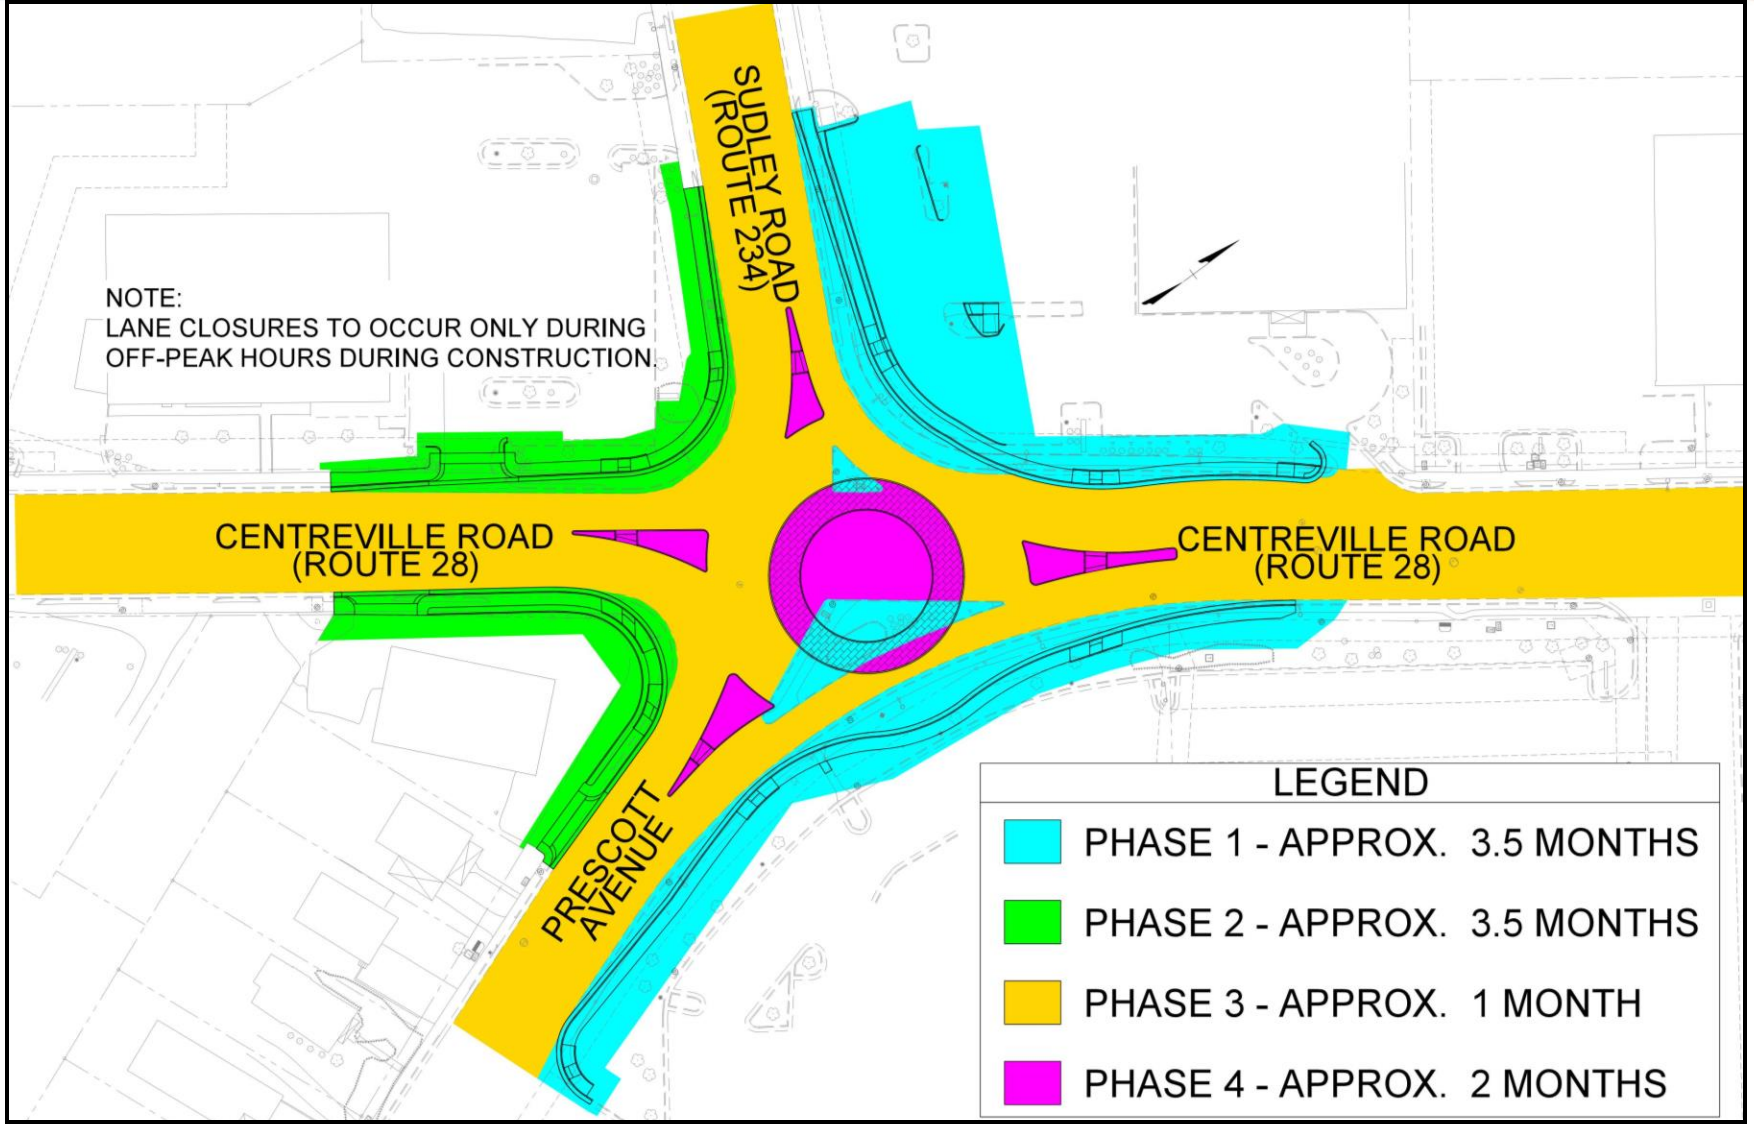 SUDLEY ROAD
(ROUTE 234)
NOTE:
LANE CLOSURES TO OCCUR ONLY DURING
OFF-PEAK HOURS DURING CONSTRUCTION.
CENTREVILLE ROAD
(ROUTE 28)
CENTREVILLE ROAD
(ROUTE 28)
PRESCOTT
AVENUE
LEGEND
PHASE 1 - APPROX. 3.5 MONTHS
PHASE 2 - APPROX. 3.5 MONTHS
PHASE 3 - APPROX. 1 MONTH
PHASE 4 - APPROX. 2 MONTHS